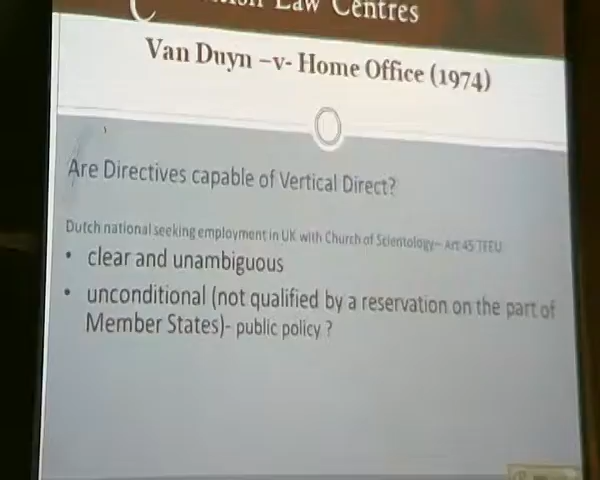 Law Centres
Van Duyn –v- Home Office (1974)
Are Directives capable of Vertical Direct?
Dutch national seeking employment in UK with Church of Scientology– Art 45 TFEU
• clear and unambiguous
• unconditional (not qualified by a reservation on the part of
Member States)- public policy ?